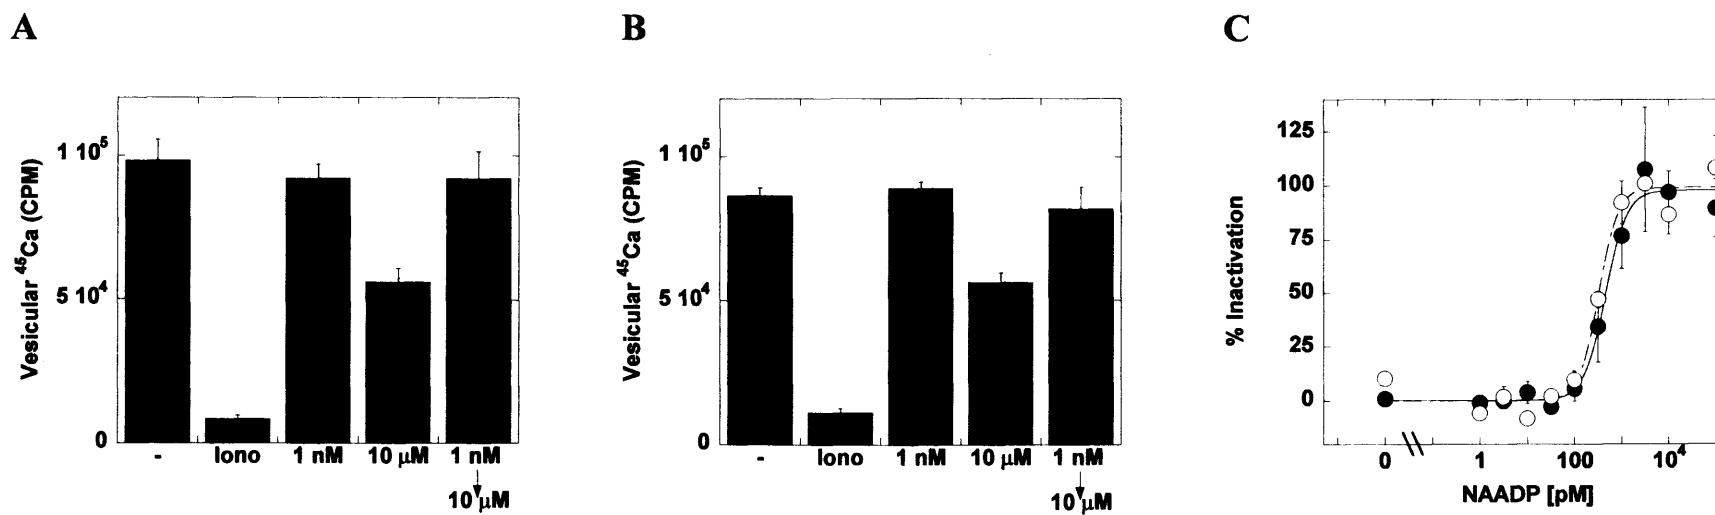 A
Vesicular ⁴⁵Ca (CPM)
1 10⁵
5 10⁴
0
- Iono 1 nM 10 µM 1 nM
10 µM
B
Vesicular ⁴⁵Ca (CPM)
1 10⁵
5 10⁴
0
- Iono 1 nM 10 µM 1 nM
10 µM
C
% Inactivation
125
100
75
50
25
0
0 1 100 10⁴
NAADP [pM]